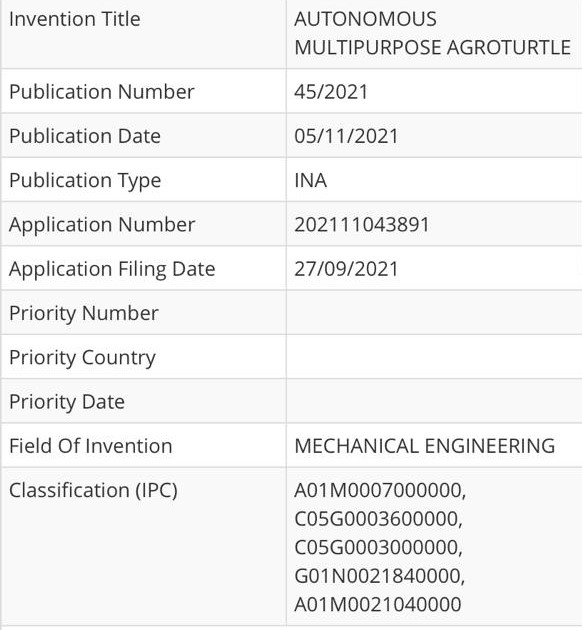 Invention Title AUTONOMOUS
MULTIPURPOSE AGROTURTLE
Publication Number 45/2021
Publication Date 05/11/2021
Publication Type INA
Application Number 202111043891
Application Filing Date 27/09/2021
Priority Number
Priority Country
Priority Date
Field Of Invention MECHANICAL ENGINEERING
Classification (IPC) A01M0007000000,
C05G0003600000,
C05G0003000000,
G01N0021840000,
A01M0021040000